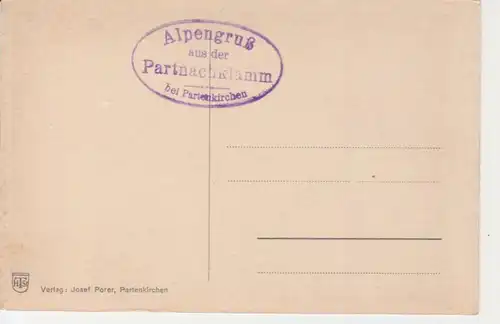 Alpengruß
aus der
Partnachklamm
bei Partenkirchen
Verlag: Josef Porer, Partenkirchen